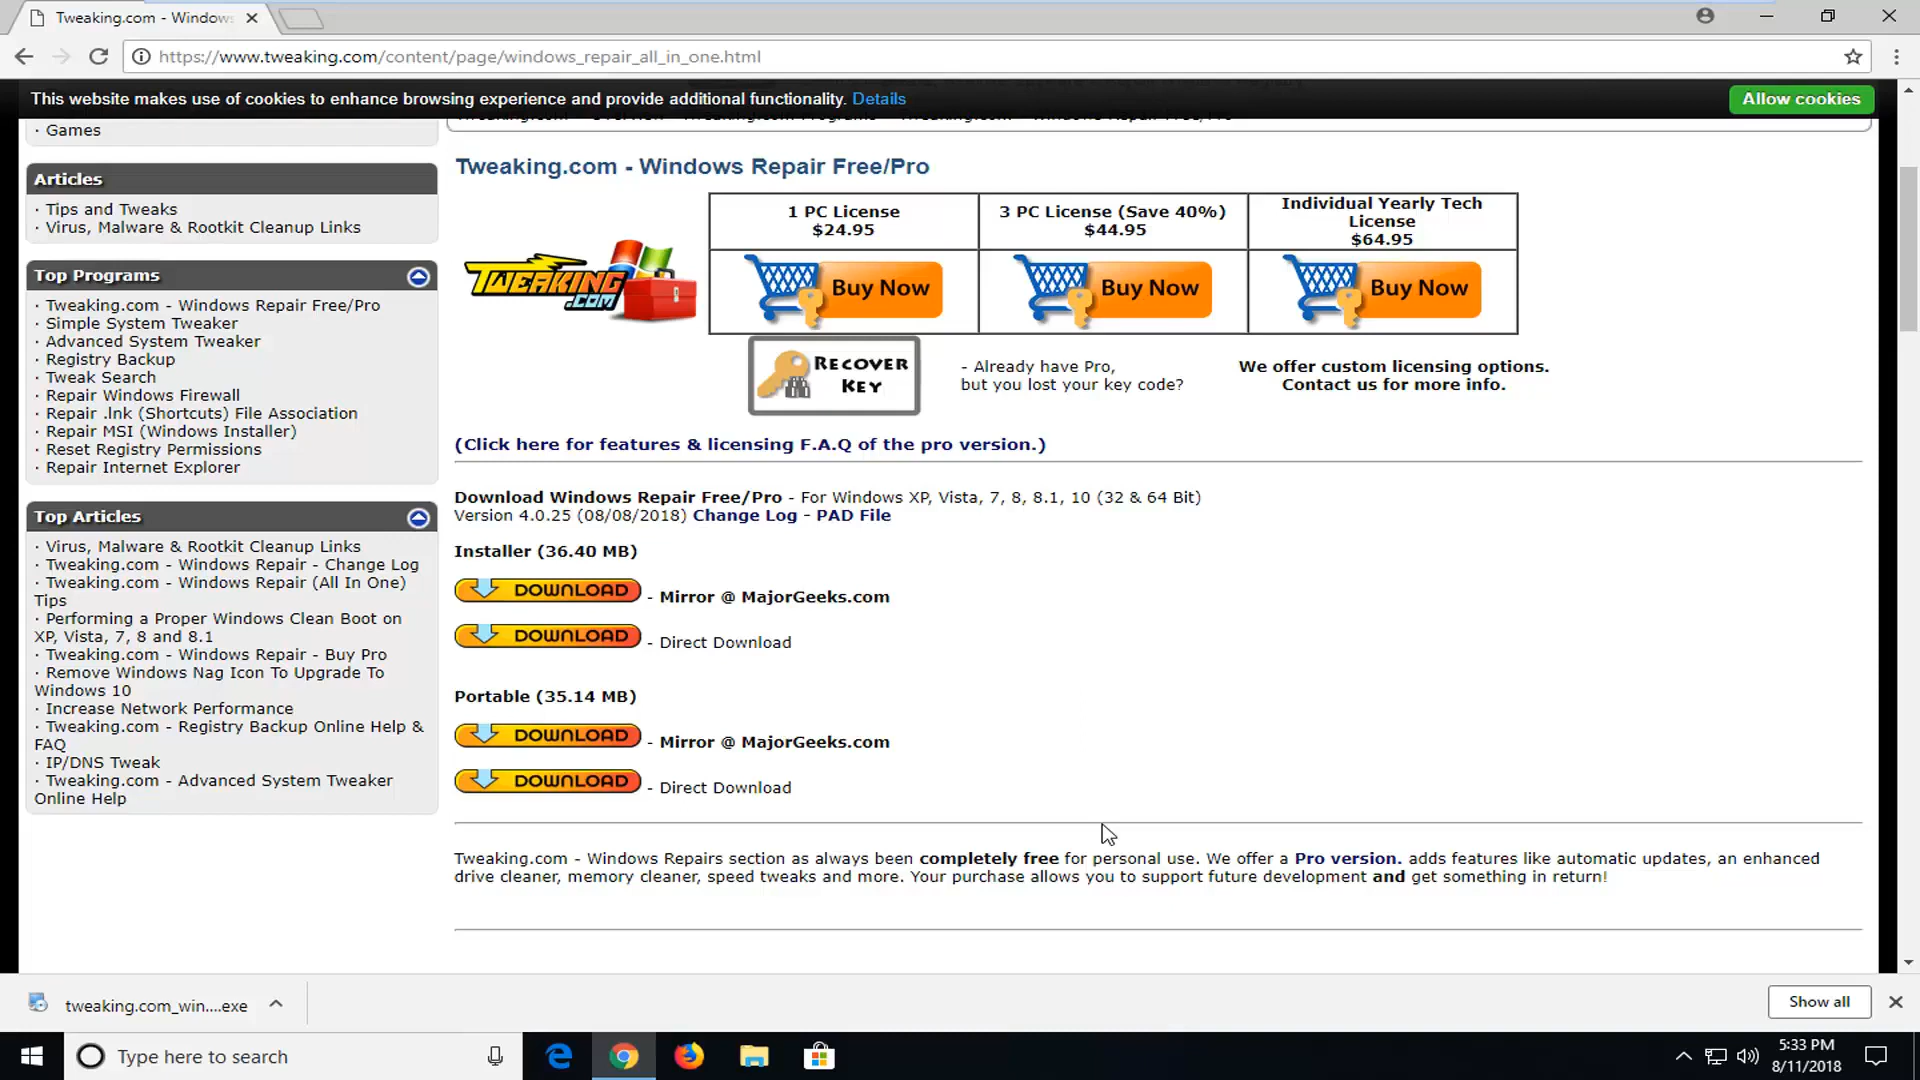 Tweaking.com - Windows
https://www.tweaking.com/content/page/windows_repair_all_in_one.html
This website makes use of cookies to enhance browsing experience and provide additional functionality. Details
Allow cookies
· Games
Articles
· Tips and Tweaks
· Virus, Malware & Rootkit Cleanup Links
Top Programs
· Tweaking.com - Windows Repair Free/Pro
· Simple System Tweaker
· Advanced System Tweaker
· Registry Backup
· Tweak Search
· Repair Windows Firewall
· Repair .lnk (Shortcuts) File Association
· Repair MSI (Windows Installer)
· Reset Registry Permissions
· Repair Internet Explorer
Top Articles
· Virus, Malware & Rootkit Cleanup Links
· Tweaking.com - Windows Repair - Change Log
· Tweaking.com - Windows Repair (All In One)
Tips
· Performing a Proper Windows Clean Boot on
XP, Vista, 7, 8 and 8.1
· Tweaking.com - Windows Repair - Buy Pro
· Remove Windows Nag Icon To Upgrade To
Windows 10
· Increase Network Performance
· Tweaking.com - Registry Backup Online Help &
FAQ
· IP/DNS Tweak
· Tweaking.com - Advanced System Tweaker
Online Help
Tweaking.com - Windows Repair Free/Pro
TWEAKING
.COM
1 PC License
$24.95
3 PC License (Save 40%)
$44.95
Individual Yearly Tech
License
$64.95
Buy Now
Buy Now
Buy Now
RECOVER
KEY
- Already have Pro,
but you lost your key code?
We offer custom licensing options.
Contact us for more info.
(Click here for features & licensing F.A.Q of the pro version.)
Download Windows Repair Free/Pro - For Windows XP, Vista, 7, 8, 8.1, 10 (32 & 64 Bit)
Version 4.0.25 (08/08/2018) Change Log - PAD File
Installer (36.40 MB)
DOWNLOAD - Mirror @ MajorGeeks.com
DOWNLOAD - Direct Download
Portable (35.14 MB)
DOWNLOAD - Mirror @ MajorGeeks.com
DOWNLOAD - Direct Download
Tweaking.com - Windows Repairs section as always been completely free for personal use. We offer a Pro version. adds features like automatic updates, an enhanced
drive cleaner, memory cleaner, speed tweaks and more. Your purchase allows you to support future development and get something in return!
tweaking.com_win....exe
Show all
Type here to search
5:33 PM
8/11/2018